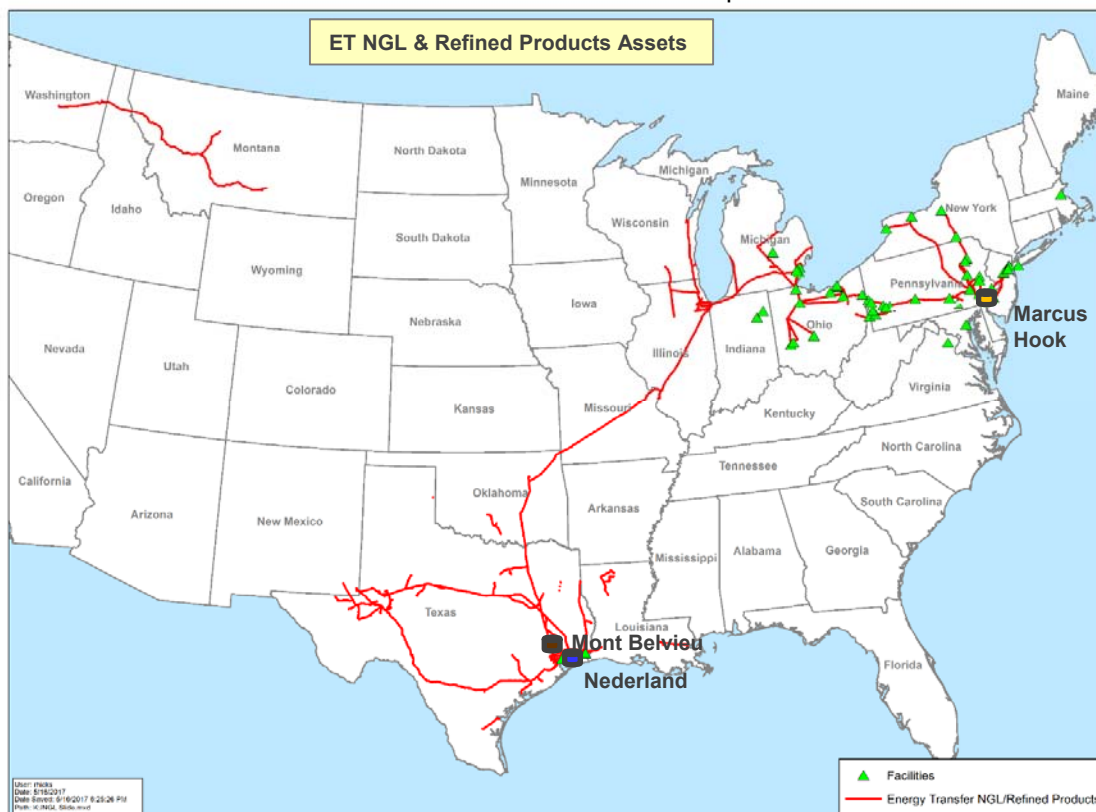 ET NGL & Refined Products Assets
Washington
Maine
Montana
North Dakota
Minnesota
Michigan
Oregon
Idaho
Wisconsin
New York
South Dakota
Michigan
Wyoming
Pennsylvania
Iowa
Nebraska
Marcus
Hook
Ohio
Nevada
Illinois
Indiana
Utah
Colorado
Virginia
Kansas
Missouri
Kentucky
North Carolina
Tennessee
California
Oklahoma
Arkansas
South Carolina
Arizona
New Mexico
Mississippi
Alabama
Georgia
Texas
Louisiana
Mont Belvieu
Florida
Nederland
Facilities
Energy Transfer NGL/Refined Products
User: rhicks